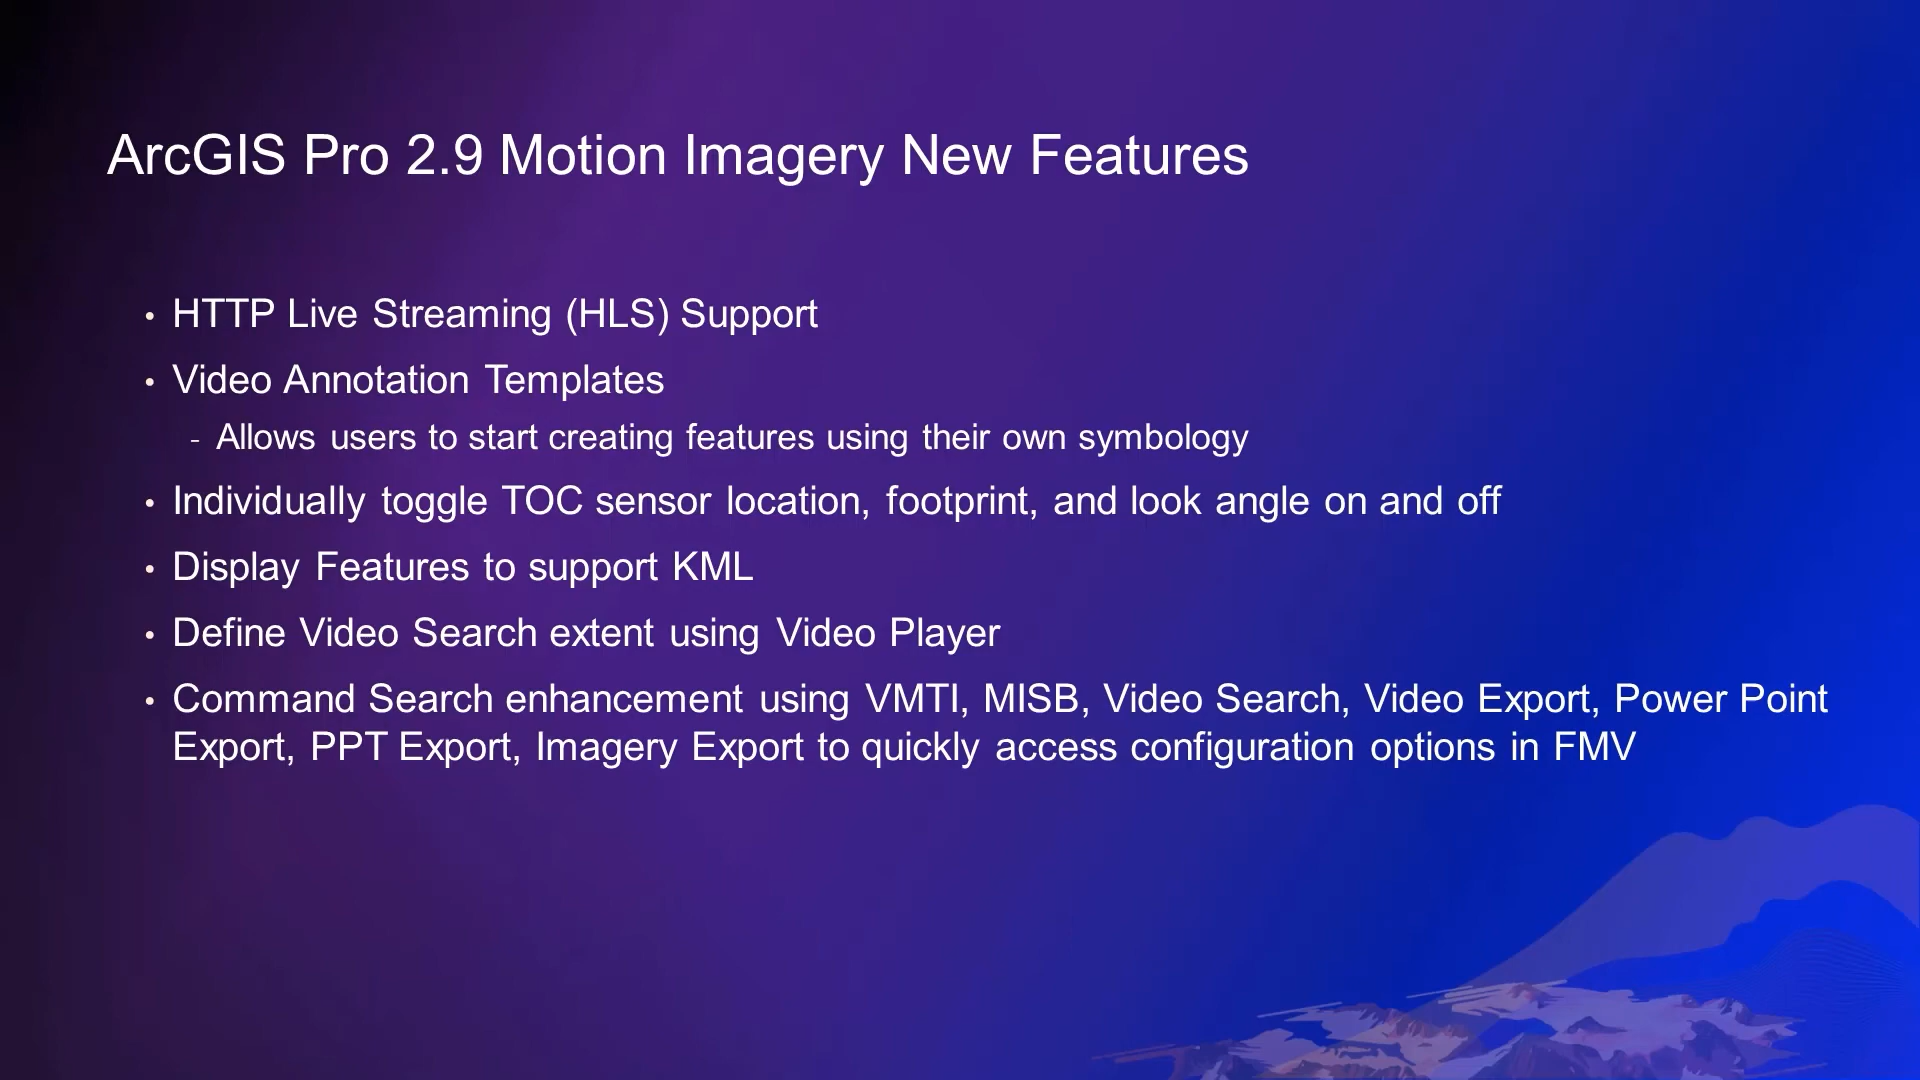 ArcGIS Pro 2.9 Motion Imagery New Features
• HTTP Live Streaming (HLS) Support
• Video Annotation Templates
- Allows users to start creating features using their own symbology
• Individually toggle TOC sensor location, footprint, and look angle on and off
• Display Features to support KML
• Define Video Search extent using Video Player
• Command Search enhancement using VMTI, MISB, Video Search, Video Export, Power Point
Export, PPT Export, Imagery Export to quickly access configuration options in FMV